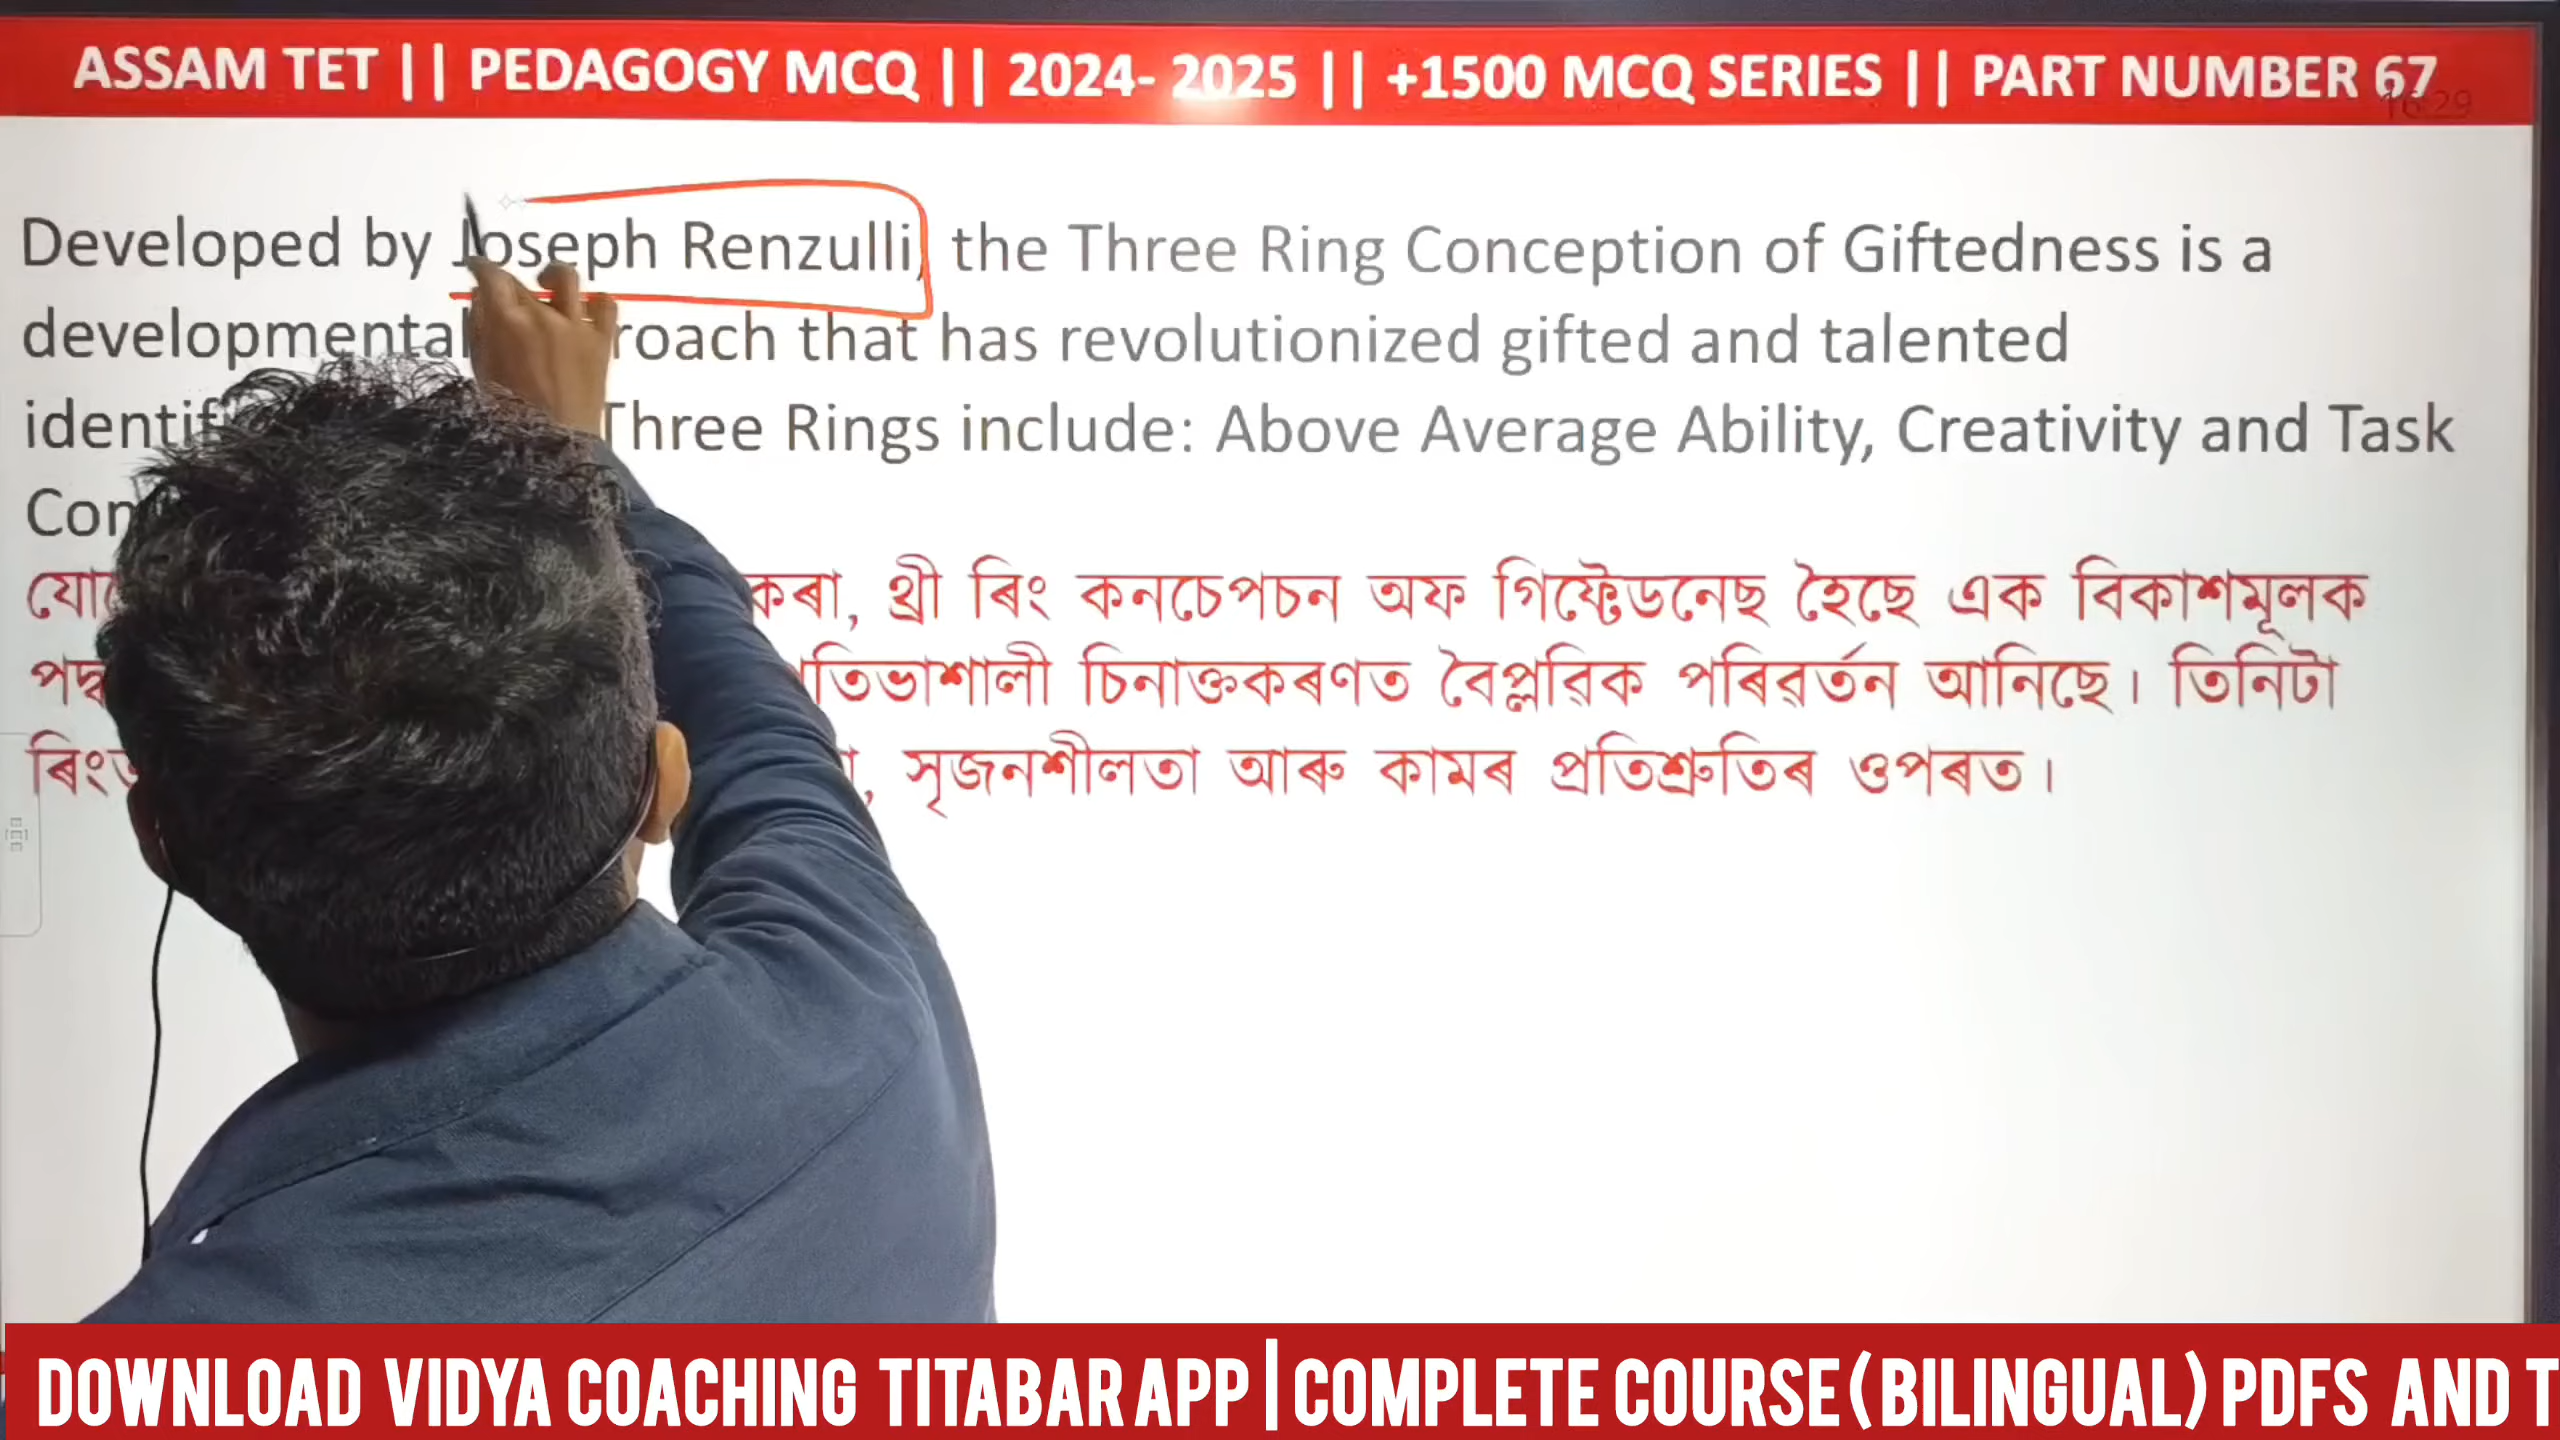 ASSAM TET || PEDAGOGY MCQ || 2024- 2025 || +1500 MCQ SERIES || PART NUMBER 67
16:29
Developed by Joseph Renzulli, the Three Ring Conception of Giftedness is a
developmental that has revolutionized gifted and talented
Three Rings include: Above Average Ability, Creativity and Task
কৰা, থ্ৰী ৰিং কনচেপচন অফ গিফ্টেডনেছ হৈছে এক বিকাশমূলক
চিনাক্তকৰণত বৈপ্লৱিক পৰিৱৰ্তন আনিছে। তিনিটা
সৃজনশীলতা আৰু কামৰ প্ৰতিশ্ৰুতিৰ ওপৰত।
DOWNLOAD VIDYA COACHING TITABAR APP | COMPLETE COURSE (BILINGUAL) PDFS AND T